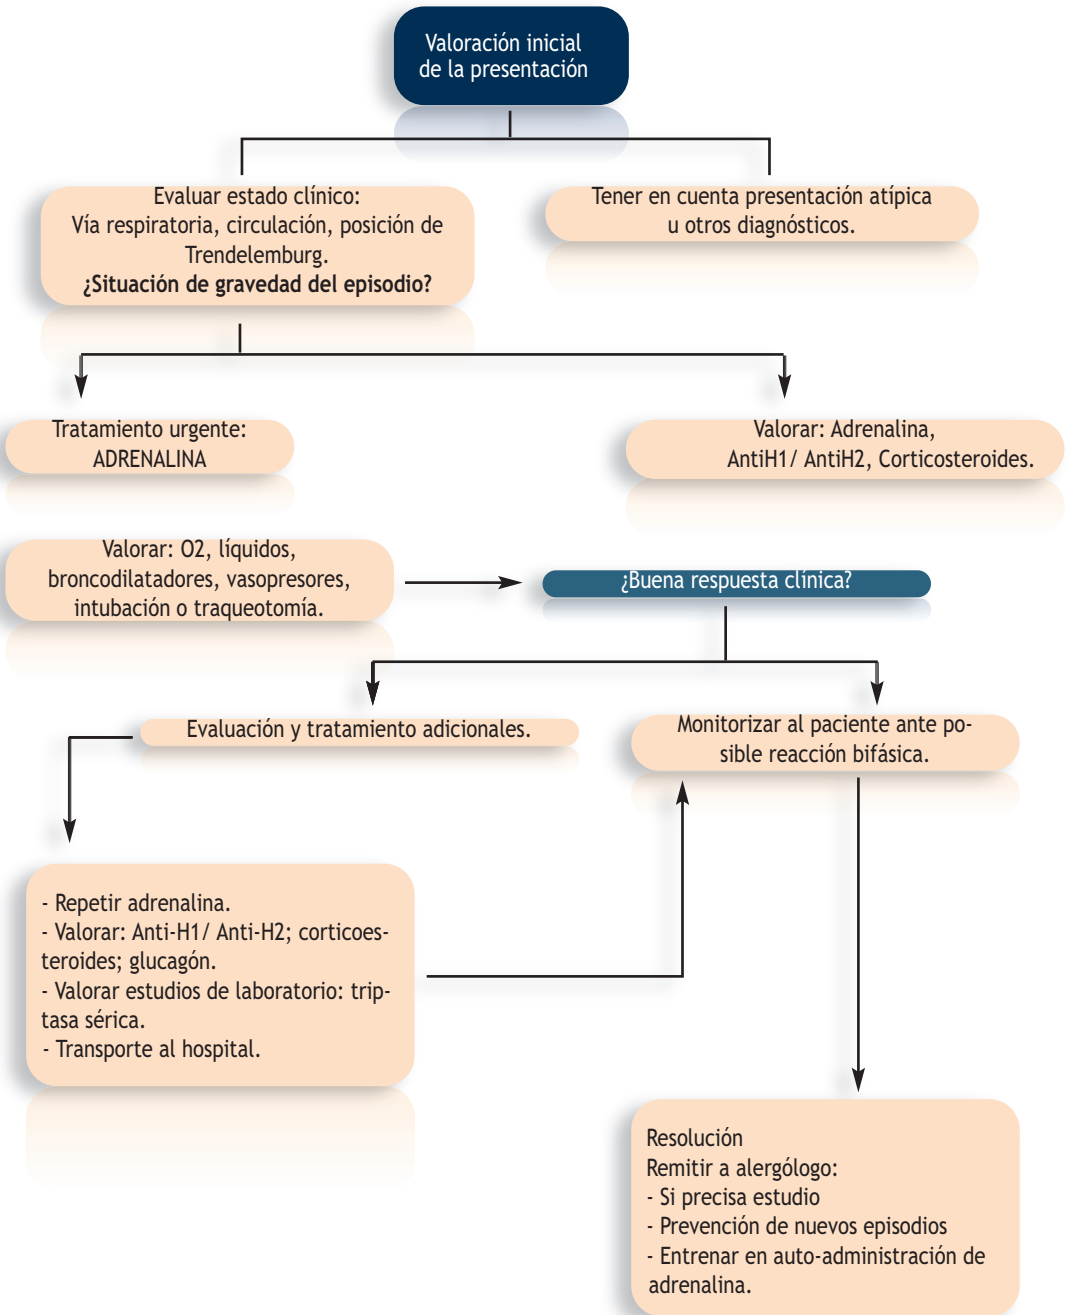 Valoración inicial
de la presentación
Evaluar estado clínico:
Vía respiratoria, circulación, posición de
Trendelemburg.
¿Situación de gravedad del episodio?
Tener en cuenta presentación atípica
u otros diagnósticos.
Tratamiento urgente:
ADRENALINA
Valorar: Adrenalina,
AntiH1/ AntiH2, Corticosteroides.
Valorar: O2, líquidos,
broncodilatadores, vasopresores,
intubación o traqueotomía.
¿Buena respuesta clínica?
Evaluación y tratamiento adicionales.
Monitorizar al paciente ante po-
sible reacción bifásica.
- Repetir adrenalina.
- Valorar: Anti-H1/ Anti-H2; corticoes-
teroides; glucagón.
- Valorar estudios de laboratorio: trip-
tasa sérica.
- Transporte al hospital.
Resolución
Remitir a alergólogo:
- Si precisa estudio
- Prevención de nuevos episodios
- Entrenar en auto-administración de
adrenalina.